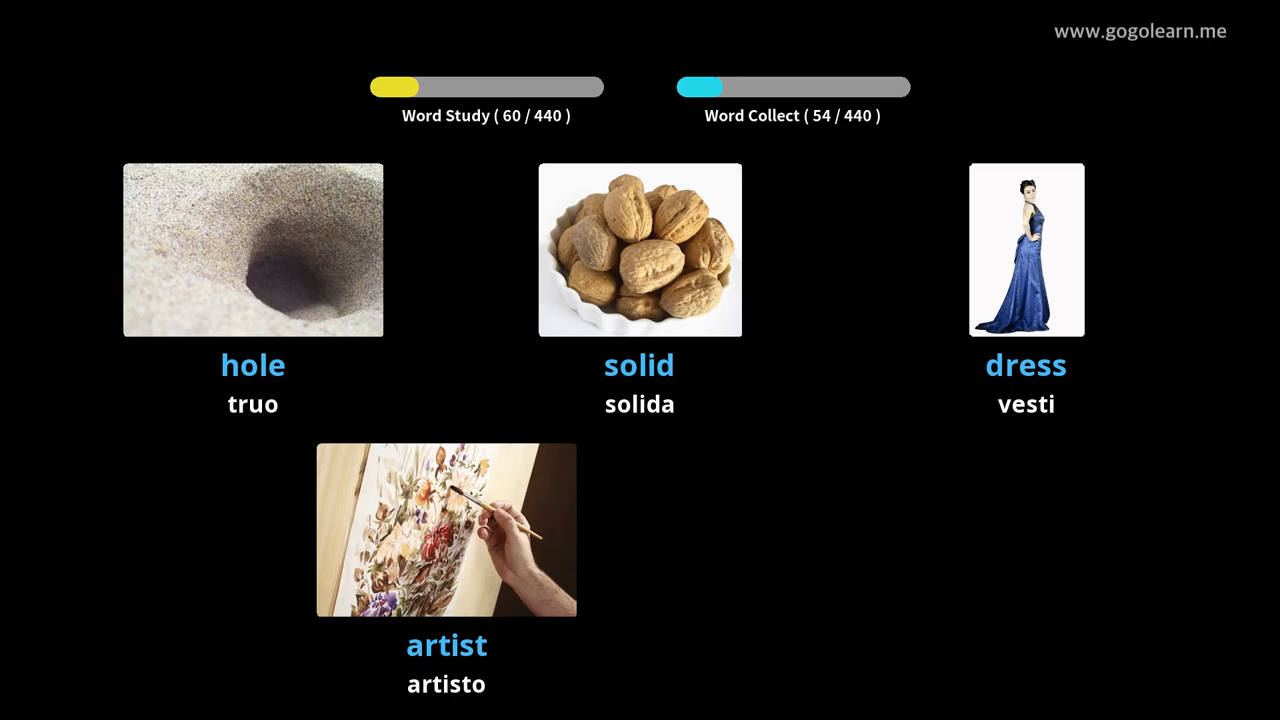 www.gogolearn.me
Word Study ( 60 / 440 )
Word Collect ( 54 / 440 )
hole
truo
solid
solida
dress
vesti
artist
artisto